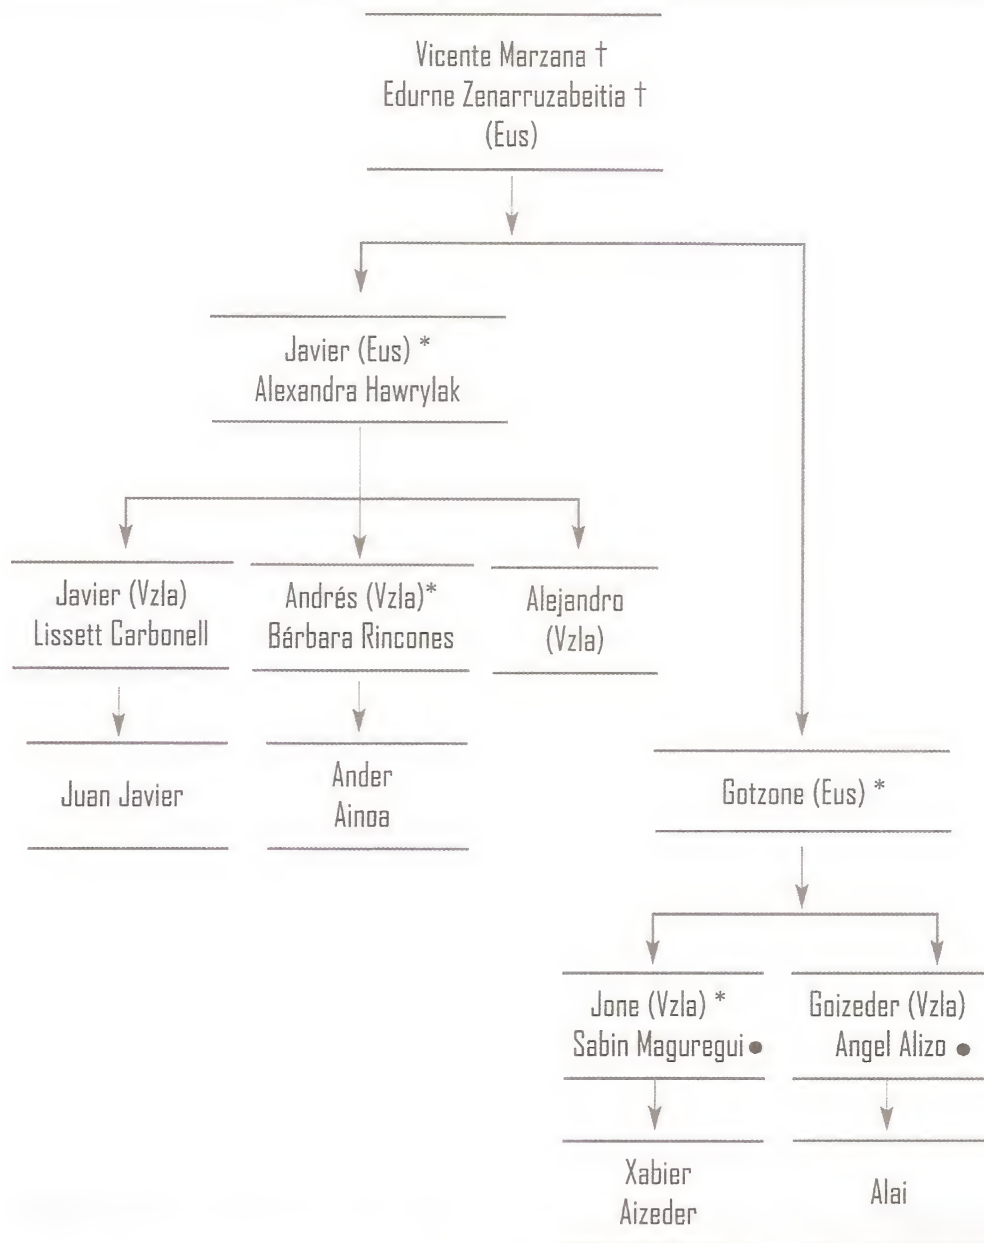 Vicente Marzana †
Edurne Zenarruzabeitia †
(Eus)
Javier (Eus) *
Alexandra Hawrylak
Javier (Vzla)
Lissett Carbonell
Andrés (Vzla)*
Bárbara Rincones
Alejandro
(Vzla)
Juan Javier
Ander
Ainoa
Gotzone (Eus) *
Jone (Vzla) *
Sabin Maguregui ●
Goizeder (Vzla)
Angel Alizo ●
Xabier
Aizeder
Alai